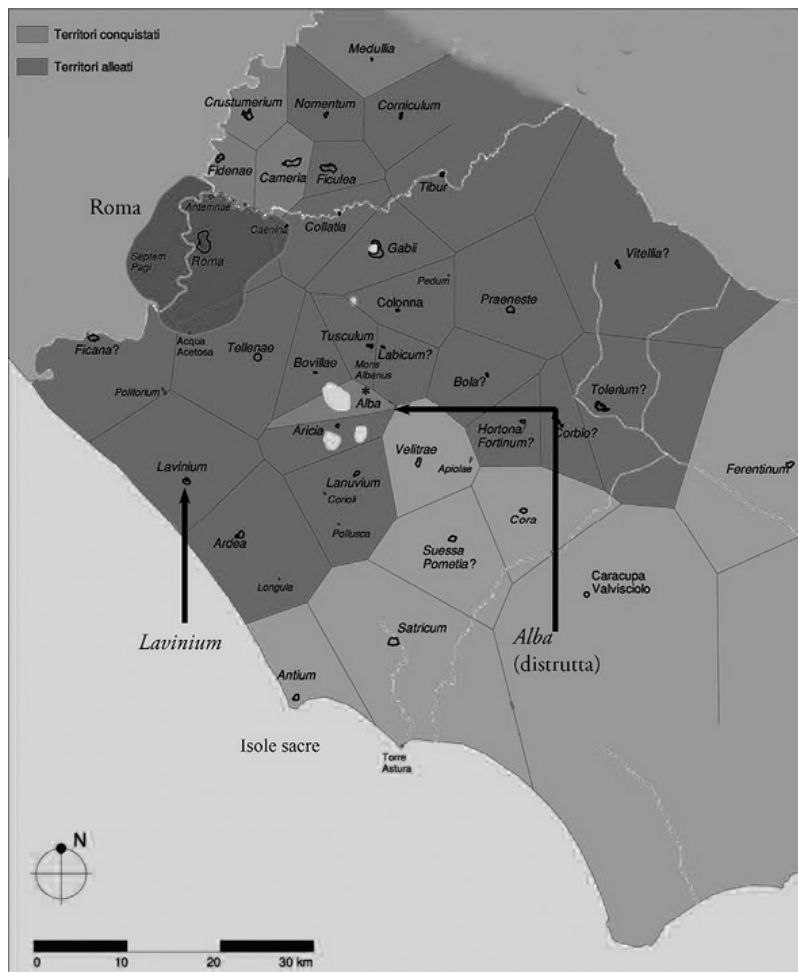 Territori conquistati
Territori alleati
Medullia
Crustumerium
Nomentum
Corniculum
Fidenae
Cameria
Ficulea
Tibur
Roma
Antemnae
Caenina
Collatia
Septem
Pagi
Roma
Gabii
Vitellia?
Pedum
Colonna
Praeneste
Ficana?
Acqua
Acetosa
Tellenae
Tusculum
Labicum?
Bovillae
Mons
Albanus
Bola?
Politorium
Alba
Tolerium?
Aricia
Hortona
Fortinum?
Corbio?
Velitrae
Apiolae
Ferentinum
Lavinium
Lanuvium
Corioli
Cora
Ardea
Pollusca
Suessa
Pometia?
Longula
Caracupa
Valvisciolo
Lavinium
Satricum
Alba
(distrutta)
Antium
Isole sacre
Torre
Astura
N
0 10 20 30 km